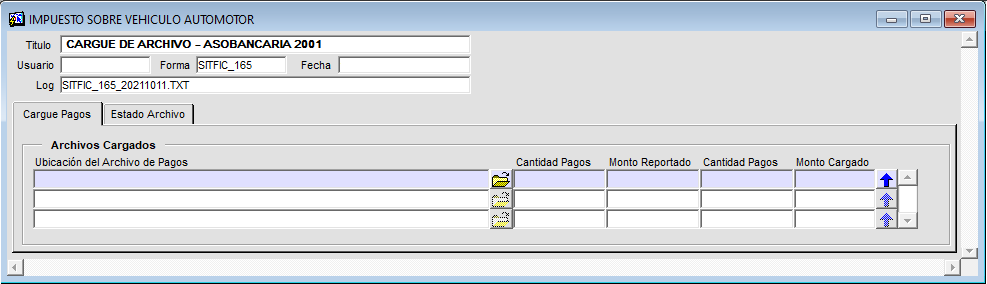 IMPUESTO SOBRE VEHICULO AUTOMOTOR
Titulo CARGUE DE ARCHIVO - ASOBANCARIA 2001
Usuario Forma SITFIC_165 Fecha
Log SITFIC_165_20211011.TXT
Cargue Pagos Estado Archivo
Archivos Cargados
Ubicación del Archivo de Pagos Cantidad Pagos Monto Reportado Cantidad Pagos Monto Cargado